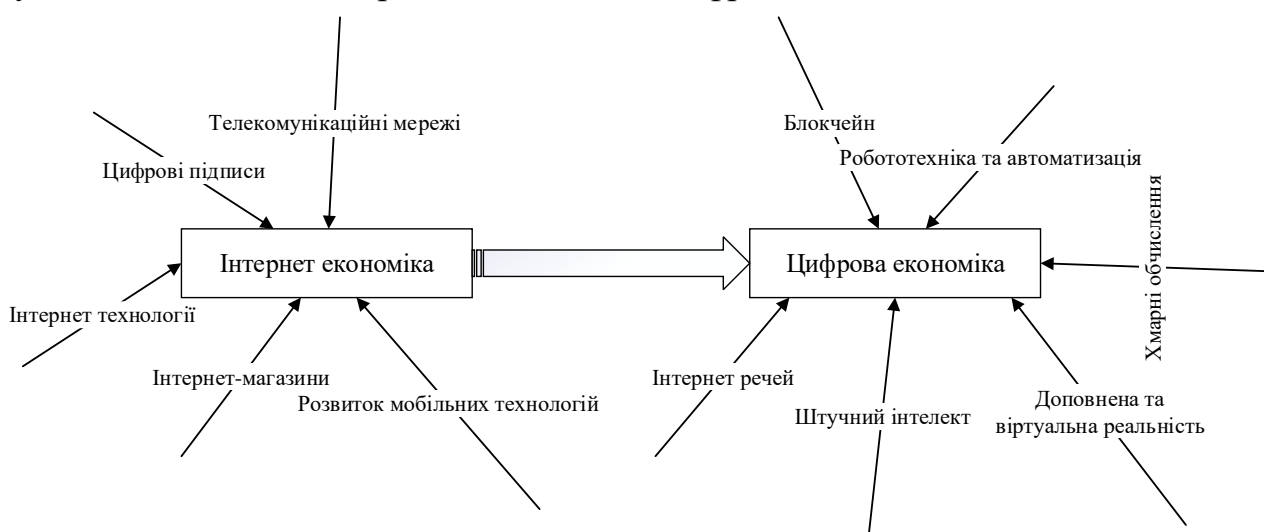 Телекомунікаційні мережі
Цифрові підписи
Інтернет економіка
Інтернет технології
Інтернет-магазини
Розвиток мобільних технологій
Блокчейн
Робототехніка та автоматизація
Цифрова економіка
Хмарні обчислення
Інтернет речей
Штучний інтелект
Доповнена та
віртуальна реальність